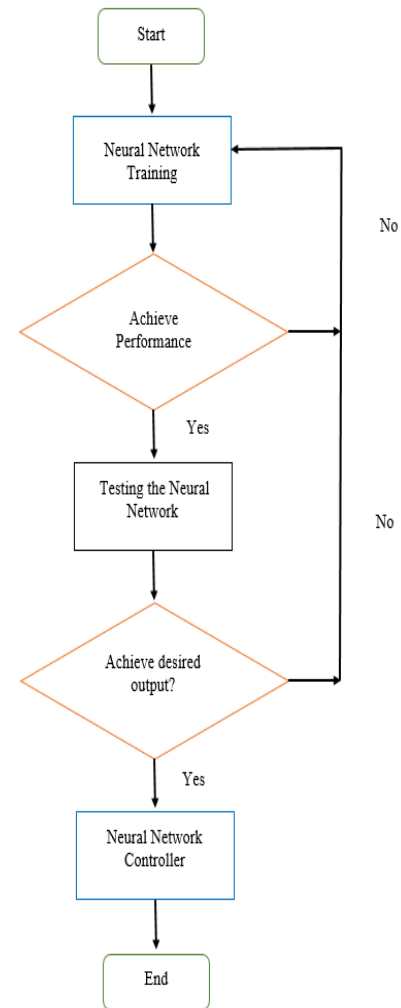 Start
Neural Network
Training
No
Achieve
Performance
Yes
Testing the Neural
Network
No
Achieve desired
output?
Yes
Neural Network
Controller
End